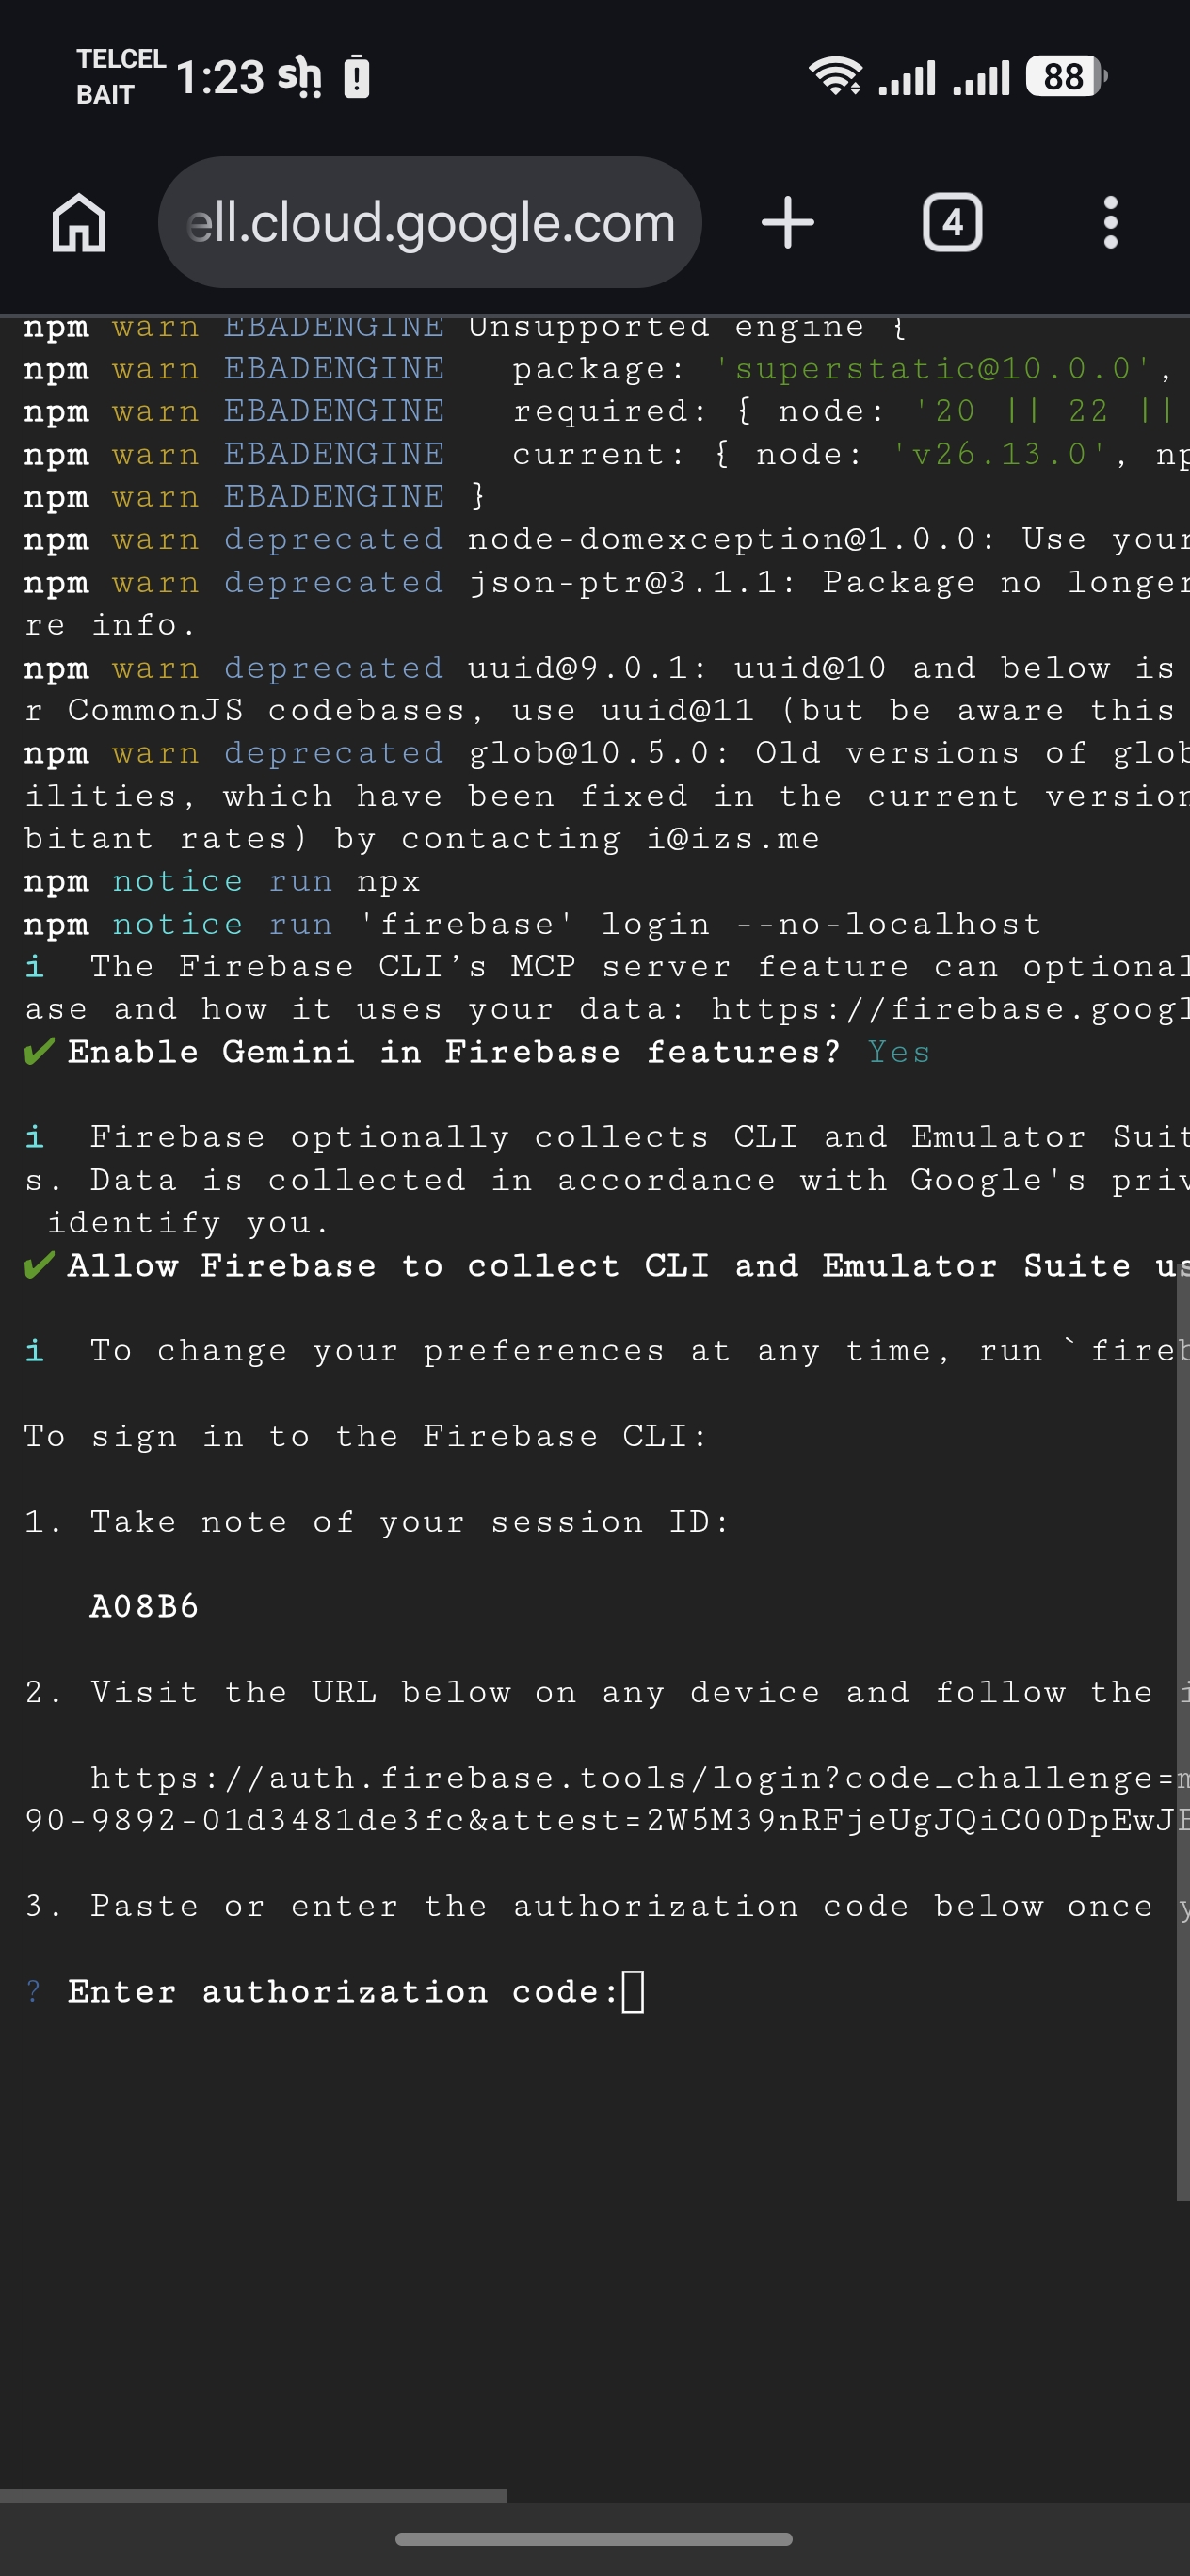 TELCEL
BAIT
1:23 sh
88
ell.cloud.google.com
4
npm warn EBADENGINE Unsupported engine {
npm warn EBADENGINE   package: 'superstatic@10.0.0',
npm warn EBADENGINE   required: { node: '20 || 22 ||
npm warn EBADENGINE   current: { node: 'v26.13.0', np
npm warn EBADENGINE }
npm warn deprecated node-domexception@1.0.0: Use your
npm warn deprecated json-ptr@3.1.1: Package no longer
re info.
npm warn deprecated uuid@9.0.1: uuid@10 and below is
r CommonJS codebases, use uuid@11 (but be aware this
npm warn deprecated glob@10.5.0: Old versions of glob
ilities, which have been fixed in the current version
bitant rates) by contacting i@izs.me
npm notice run npx
npm notice run 'firebase' login --no-localhost
i  The Firebase CLI’s MCP server feature can optional
ase and how it uses your data: https://firebase.googl
✔ Enable Gemini in Firebase features? Yes
i  Firebase optionally collects CLI and Emulator Suit
s. Data is collected in accordance with Google's priv
 identify you.
✔ Allow Firebase to collect CLI and Emulator Suite us
i  To change your preferences at any time, run `fireb
To sign in to the Firebase CLI:
1. Take note of your session ID:
   A08B6
2. Visit the URL below on any device and follow the i
   https://auth.firebase.tools/login?code_challenge=m
90-9892-01d3481de3fc&attest=2W5M39nRFjeUgJQiC00DpEwJE
3. Paste or enter the authorization code below once y
? Enter authorization code: